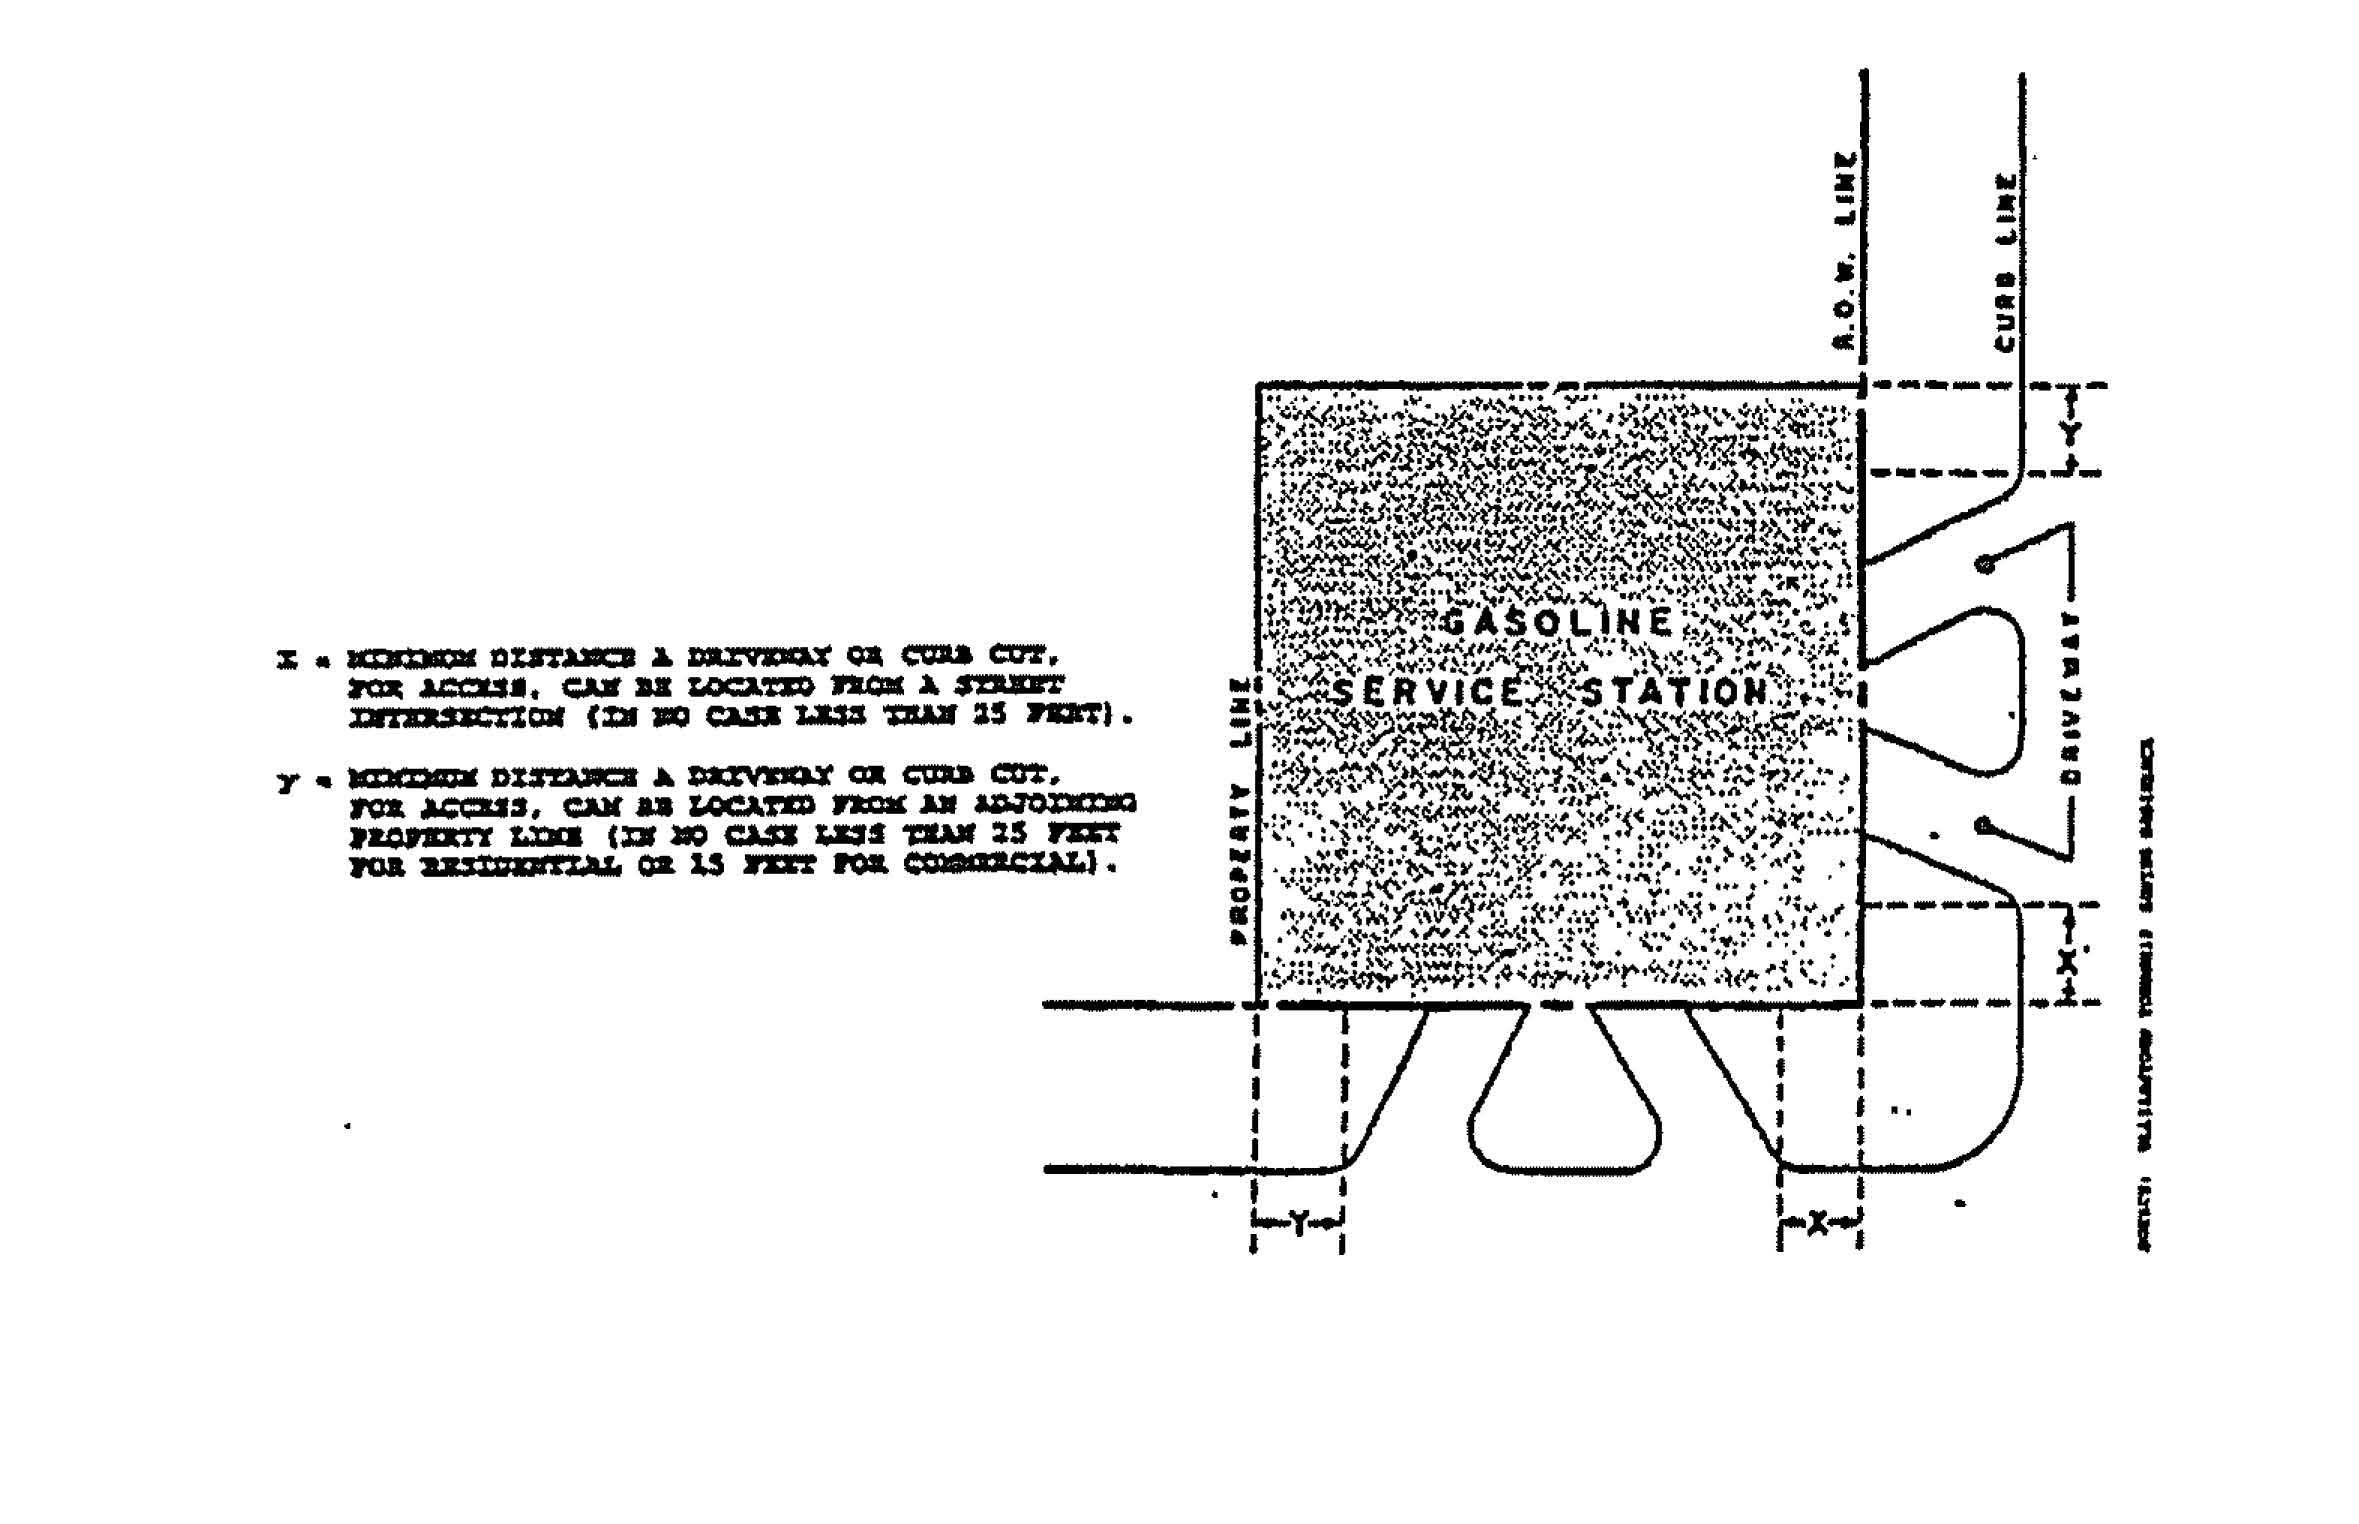 X = MINIMUM DISTANCE A DRIVEWAY OR CURB CUT,
FOR ACCESS, CAN BE LOCATED FROM A STREET
INTERSECTION (IN NO CASE LESS THAN 25 FEET).
Y = MINIMUM DISTANCE A DRIVEWAY OR CURB CUT,
FOR ACCESS, CAN BE LOCATED FROM AN ADJOINING
PROPERTY LINE (IN NO CASE LESS THAN 25 FEET
FOR RESIDENTIAL OR 15 FEET FOR COMMERCIAL).
PROPERTY LINE
GASOLINE
SERVICE STATION
R.O.W. LINE
CURB LINE
Y
DRIVEWAY
X
Y
X